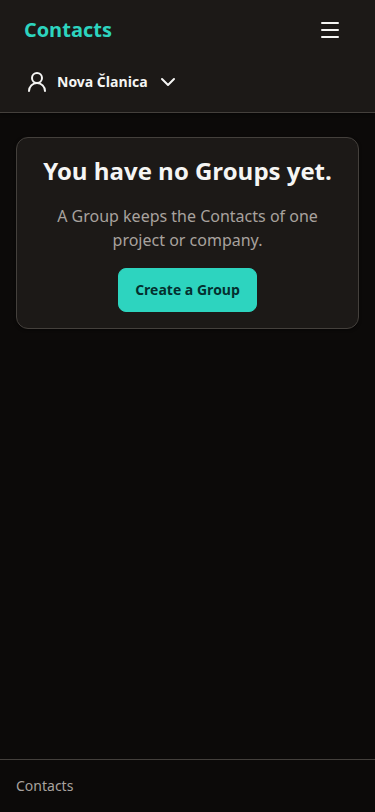 Contacts
Nova Članica
You have no Groups yet.
A Group keeps the Contacts of one
project or company.
Create a Group
Contacts